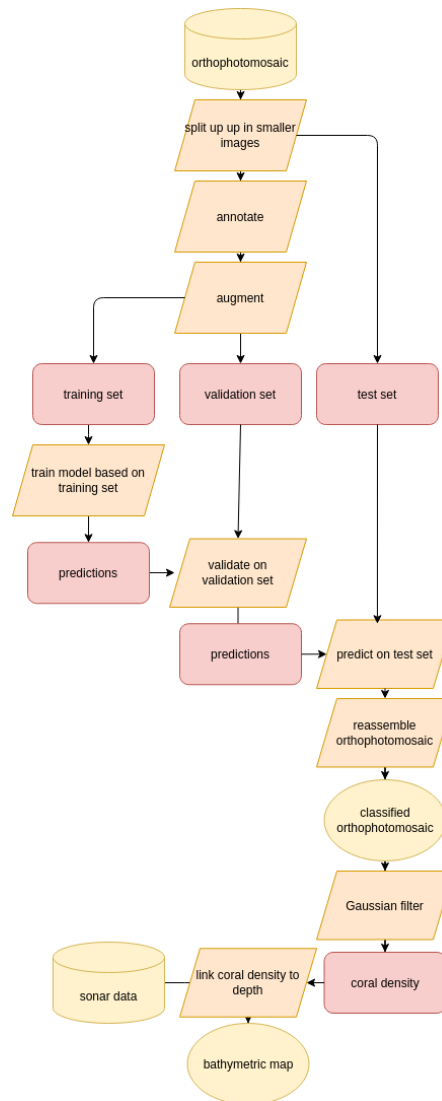 orthophotomosaic
split up up in smaller
images
annotate
augment
training set
validation set
test set
train model based on
training set
predictions
validate on
validation set
predictions
predict on test set
reassemble
orthophotomosaic
classified
orthophotomosaic
Gaussian filter
coral density
link coral density to
depth
sonar data
bathymetric map